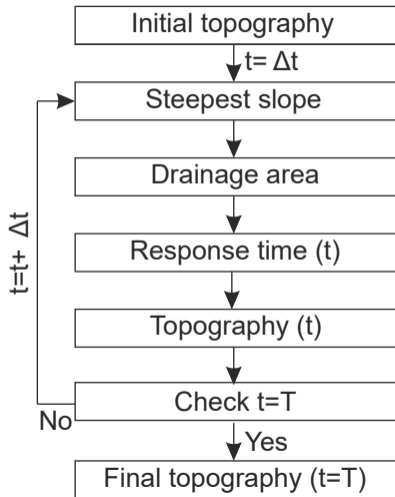 Initial topography
t= Δt
Steepest slope
Drainage area
Response time (t)
t=t+ Δt
Topography (t)
Check t=T
No
Yes
Final topography (t=T)